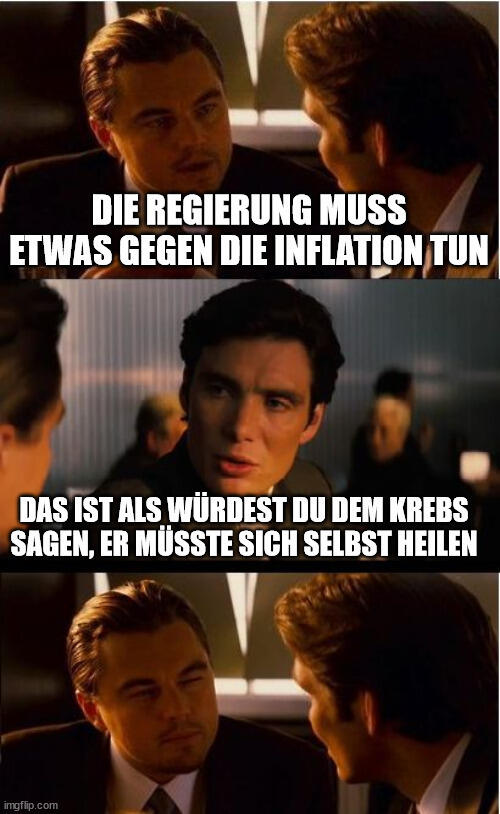 DIE REGIERUNG MUSS
ETWAS GEGEN DIE INFLATION TUN
DAS IST ALS WÜRDEST DU DEM KREBS
SAGEN, ER MÜSSTE SICH SELBST HEILEN
imgflip.com